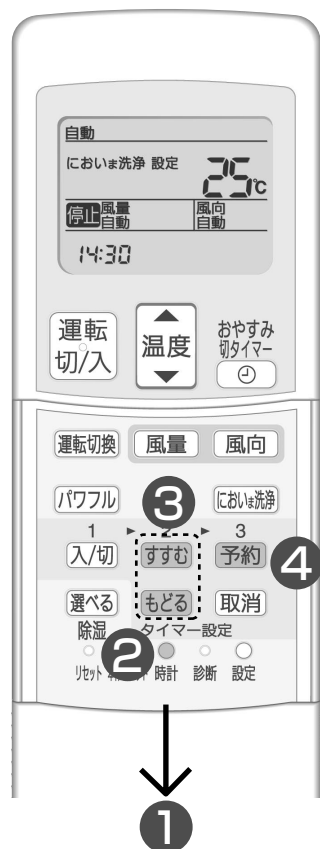 自動
においま洗浄 設定
25℃
停止 風量 自動
風向 自動
14:30
運転 切/入
温度
おやすみ 切タイマー
運転切換
風量
風向
パワフル
においま洗浄
3
1 ▶ ▶ 3
入/切
すすむ
予約
4
選べる
もどる
取消
除湿
タイマー設定
2
リセット
時計
診断
設定
1